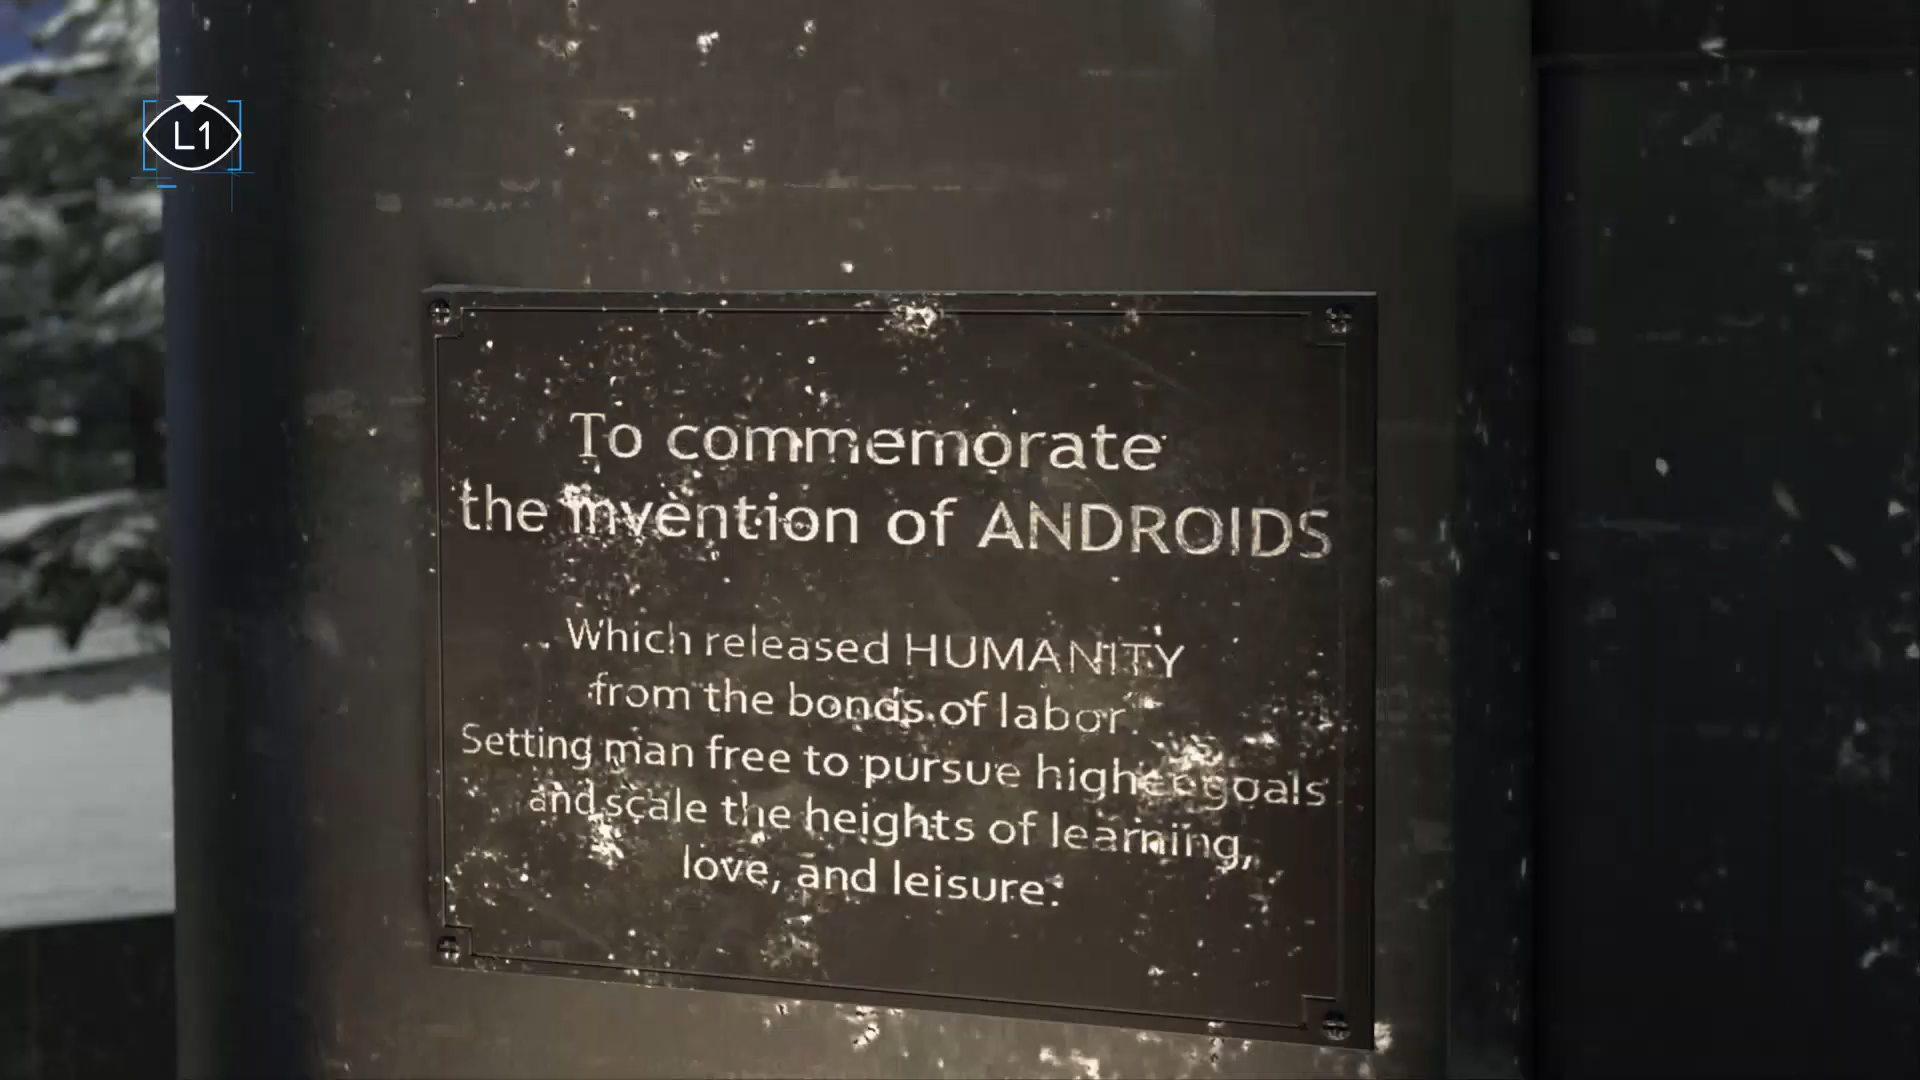 L1
To commemorate
the invention of ANDROIDS
Which released HUMANITY
from the bonds of labor.
Setting man free to pursue higher goals
and scale the heights of learning,
love, and leisure.